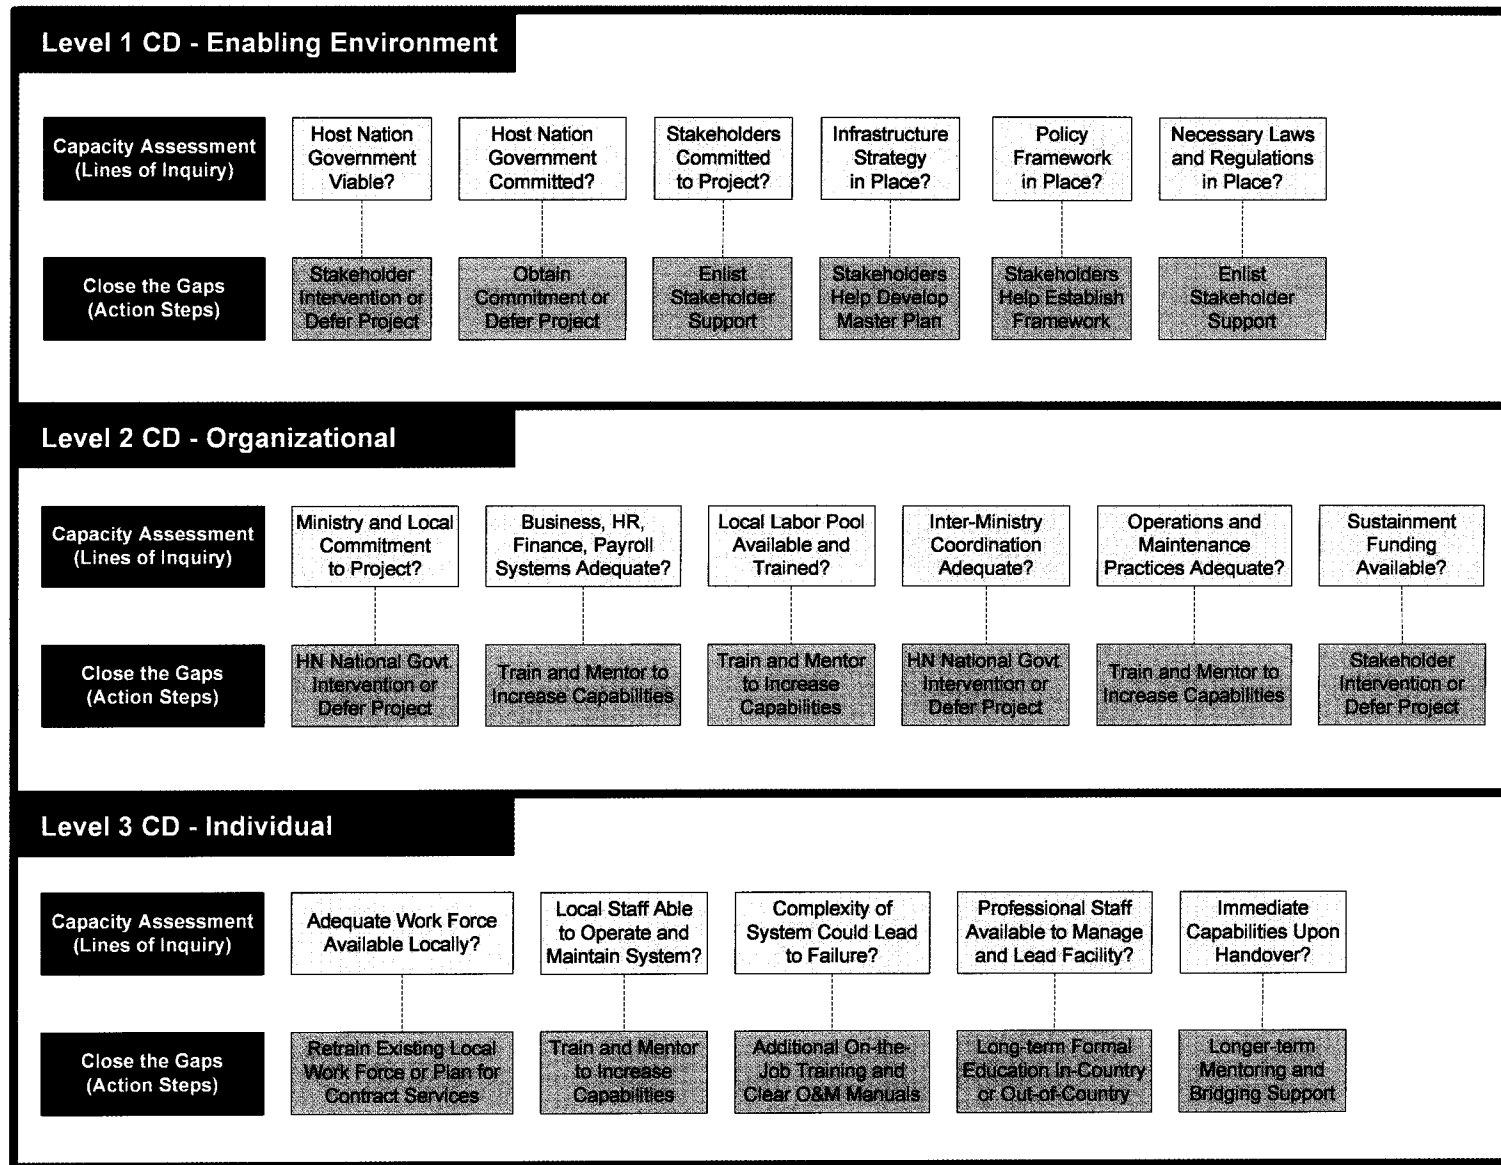 Level 1 CD - Enabling Environment
Capacity Assessment
(Lines of Inquiry)
Host Nation
Government
Viable?
Host Nation
Government
Committed?
Stakeholders
Committed
to Project?
Infrastructure
Strategy
in Place?
Policy
Framework
in Place?
Necessary Laws
and Regulations
in Place?
Close the Gaps
(Action Steps)
Stakeholder
Intervention or
Defer Project
Obtain
Commitment or
Defer Project
Enlist
Stakeholder
Support
Stakeholders
Help Develop
Master Plan
Stakeholders
Help Establish
Framework
Enlist
Stakeholder
Support
Level 2 CD - Organizational
Capacity Assessment
(Lines of Inquiry)
Ministry and Local
Commitment
to Project?
Business, HR,
Finance, Payroll
Systems Adequate?
Local Labor Pool
Available and
Trained?
Inter-Ministry
Coordination
Adequate?
Operations and
Maintenance
Practices Adequate?
Sustainment
Funding
Available?
Close the Gaps
(Action Steps)
HN National Govt.
Intervention or
Defer Project
Train and Mentor to
Increase Capabilities
Train and Mentor
to Increase
Capabilities
HN National Govt.
Intervention or
Defer Project
Train and Mentor to
Increase Capabilities
Stakeholder
Intervention or
Defer Project
Level 3 CD - Individual
Capacity Assessment
(Lines of Inquiry)
Adequate Work Force
Available Locally?
Local Staff Able
to Operate and
Maintain System?
Complexity of
System Could Lead
to Failure?
Professional Staff
Available to Manage
and Lead Facility?
Immediate
Capabilities Upon
Handover?
Close the Gaps
(Action Steps)
Retrain Existing Local
Work Force or Plan for
Contract Services
Train and Mentor
to Increase
Capabilities
Additional On-the-
Job Training and
Clear O&M Manuals
Long-term Formal
Education In-Country
or Out-of-Country
Longer-term
Mentoring and
Bridging Support